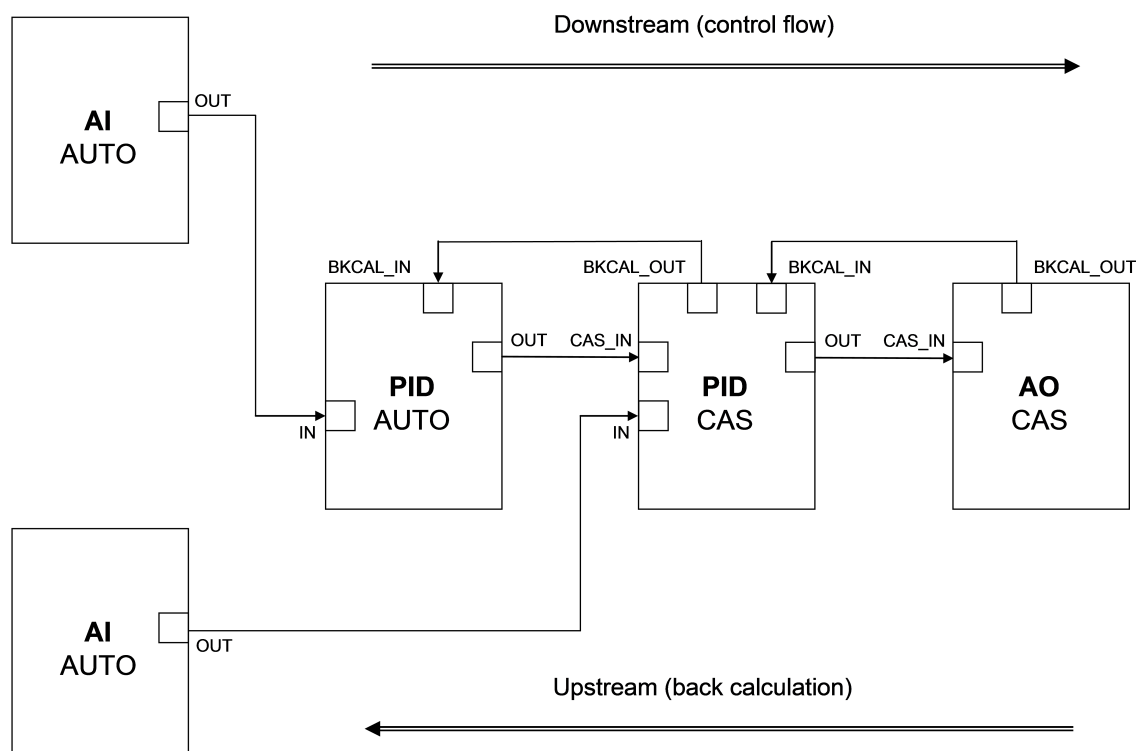 Downstream (control flow)
OUT
AI
AUTO
BKCAL_IN
BKCAL_OUT
BKCAL_IN
BKCAL_OUT
OUT
CAS_IN
OUT
CAS_IN
PID
AUTO
PID
CAS
AO
CAS
IN
IN
AI
AUTO
OUT
Upstream (back calculation)